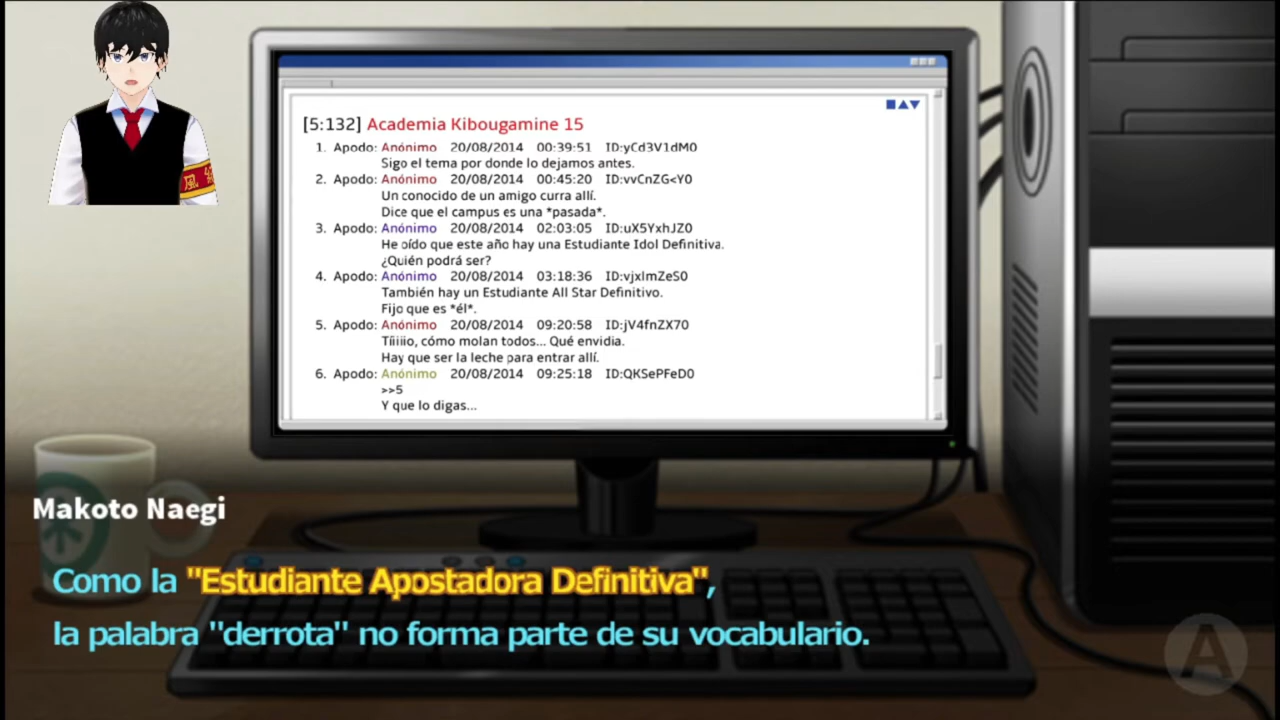 [5:132] Academia Kibougamine 15
1. Apodo: Anónimo 20/08/2014 00:39:51 ID:yCd3V1dM0
Sigo el tema por donde lo dejamos antes.
2. Apodo: Anónimo 20/08/2014 00:45:20 ID:vvCnZG<Y0
Un conocido de un amigo curra allí.
Dice que el campus es una *pasada*.
3. Apodo: Anónimo 20/08/2014 02:03:05 ID:uX5YxhJZ0
He oído que este año hay una Estudiante Idol Definitiva.
¿Quién podrá ser?
4. Apodo: Anónimo 20/08/2014 03:18:36 ID:vjxImZeS0
También hay un Estudiante All Star Definitivo.
Fijo que es *él*.
5. Apodo: Anónimo 20/08/2014 09:20:58 ID:jV4fnZX70
Tíiiiio, cómo molan todos... Qué envidia.
Hay que ser la leche para entrar allí.
6. Apodo: Anónimo 20/08/2014 09:25:18 ID:QKSePFeD0
>>5
Y que lo digas...
Makoto Naegi
Como la "Estudiante Apostadora Definitiva",
la palabra "derrota" no forma parte de su vocabulario.
A